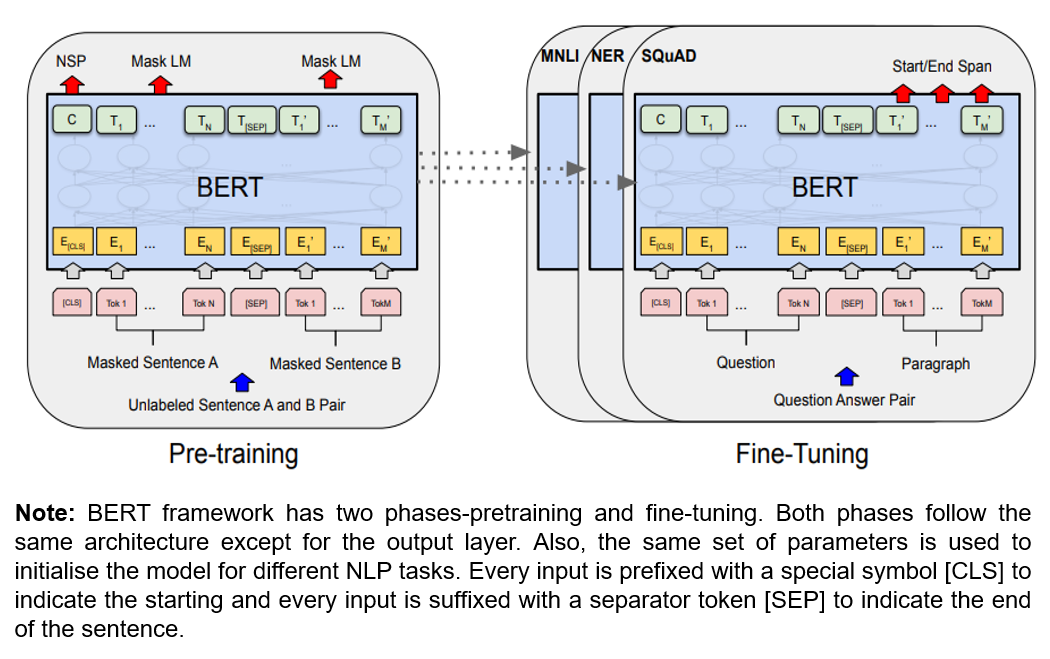 NSP Mask LM Mask LM
C T1 ... TN T[SEP] T1' ... TM'
BERT
E[CLS] E1 ... EN E[SEP] E1' ... EM'
[CLS] Tok 1 ... Tok N [SEP] Tok 1 ... TokM
Masked Sentence A Masked Sentence B
Unlabeled Sentence A and B Pair
Pre-training
MNLI NER SQuAD
Start/End Span
C T1 ... TN T[SEP] T1' ... TM'
BERT
E[CLS] E1 ... EN E[SEP] E1' ... EM'
[CLS] Tok 1 ... Tok N [SEP] Tok 1 ... TokM
Question Paragraph
Question Answer Pair
Fine-Tuning
Note: BERT framework has two phases-pretraining and fine-tuning. Both phases follow the
same architecture except for the output layer. Also, the same set of parameters is used to
initialise the model for different NLP tasks. Every input is prefixed with a special symbol [CLS] to
indicate the starting and every input is suffixed with a separator token [SEP] to indicate the end
of the sentence.